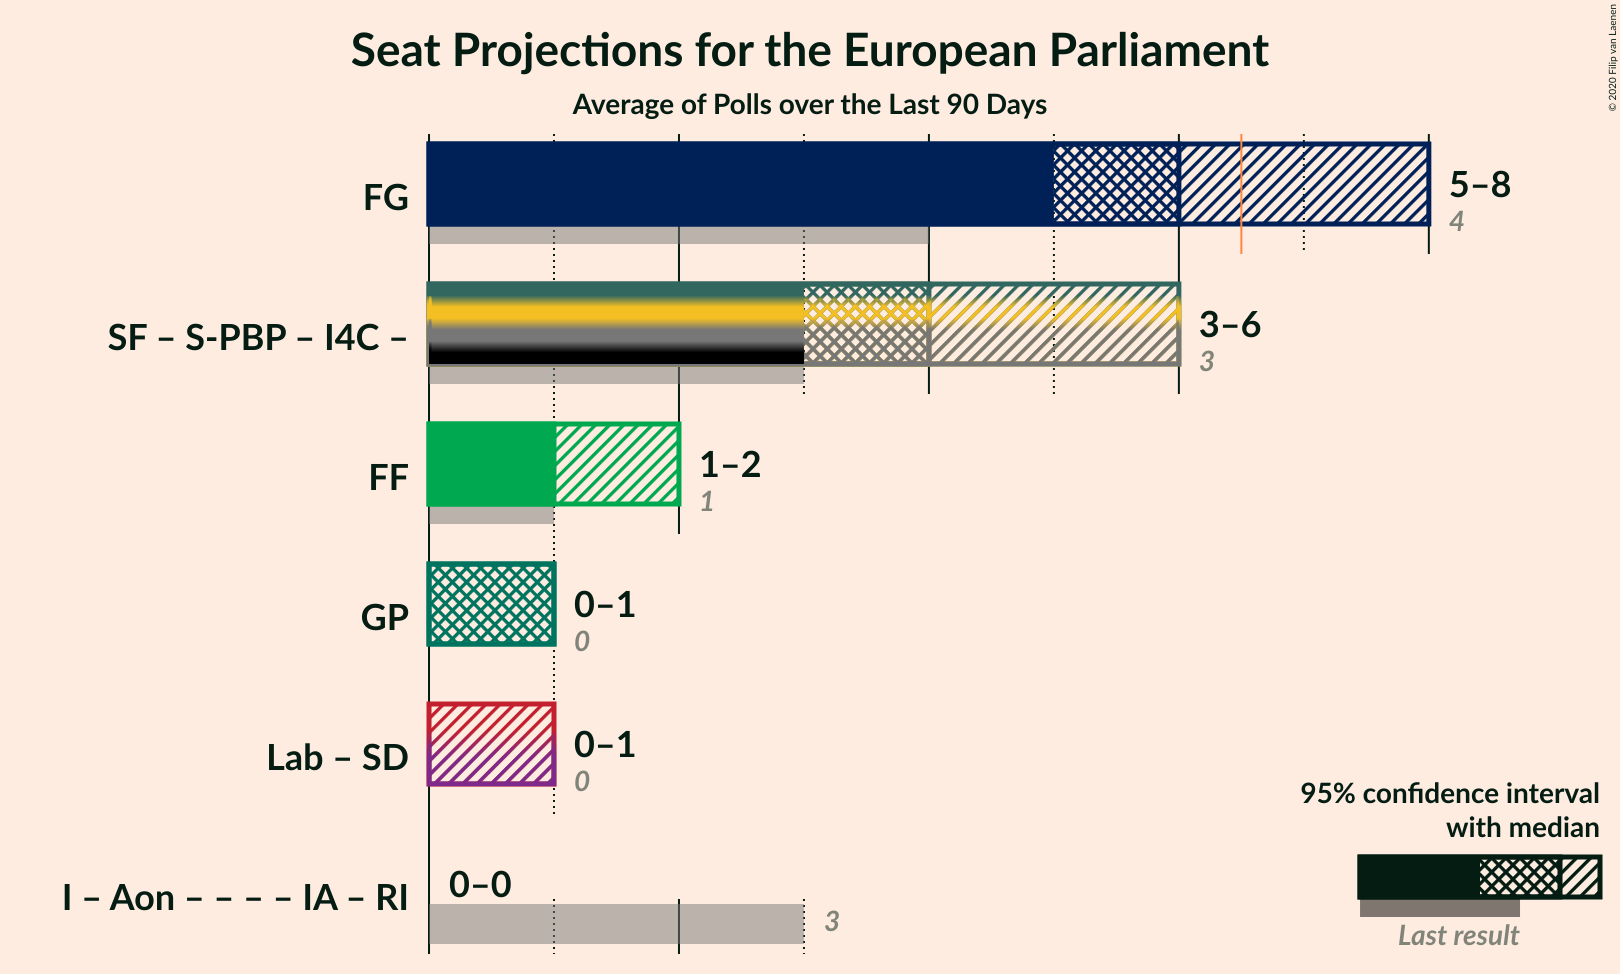 Seat Projections for the European Parliament
Average of Polls over the Last 90 Days
© 2020 Filip van Laenen
FG
5–8
4
SF – S-PBP – I4C –
3–6
3
FF
1–2
1
GP
0–1
0
Lab – SD
0–1
0
I – Aon – – – – IA – RI
0–0
3
95% confidence interval
with median
Last result